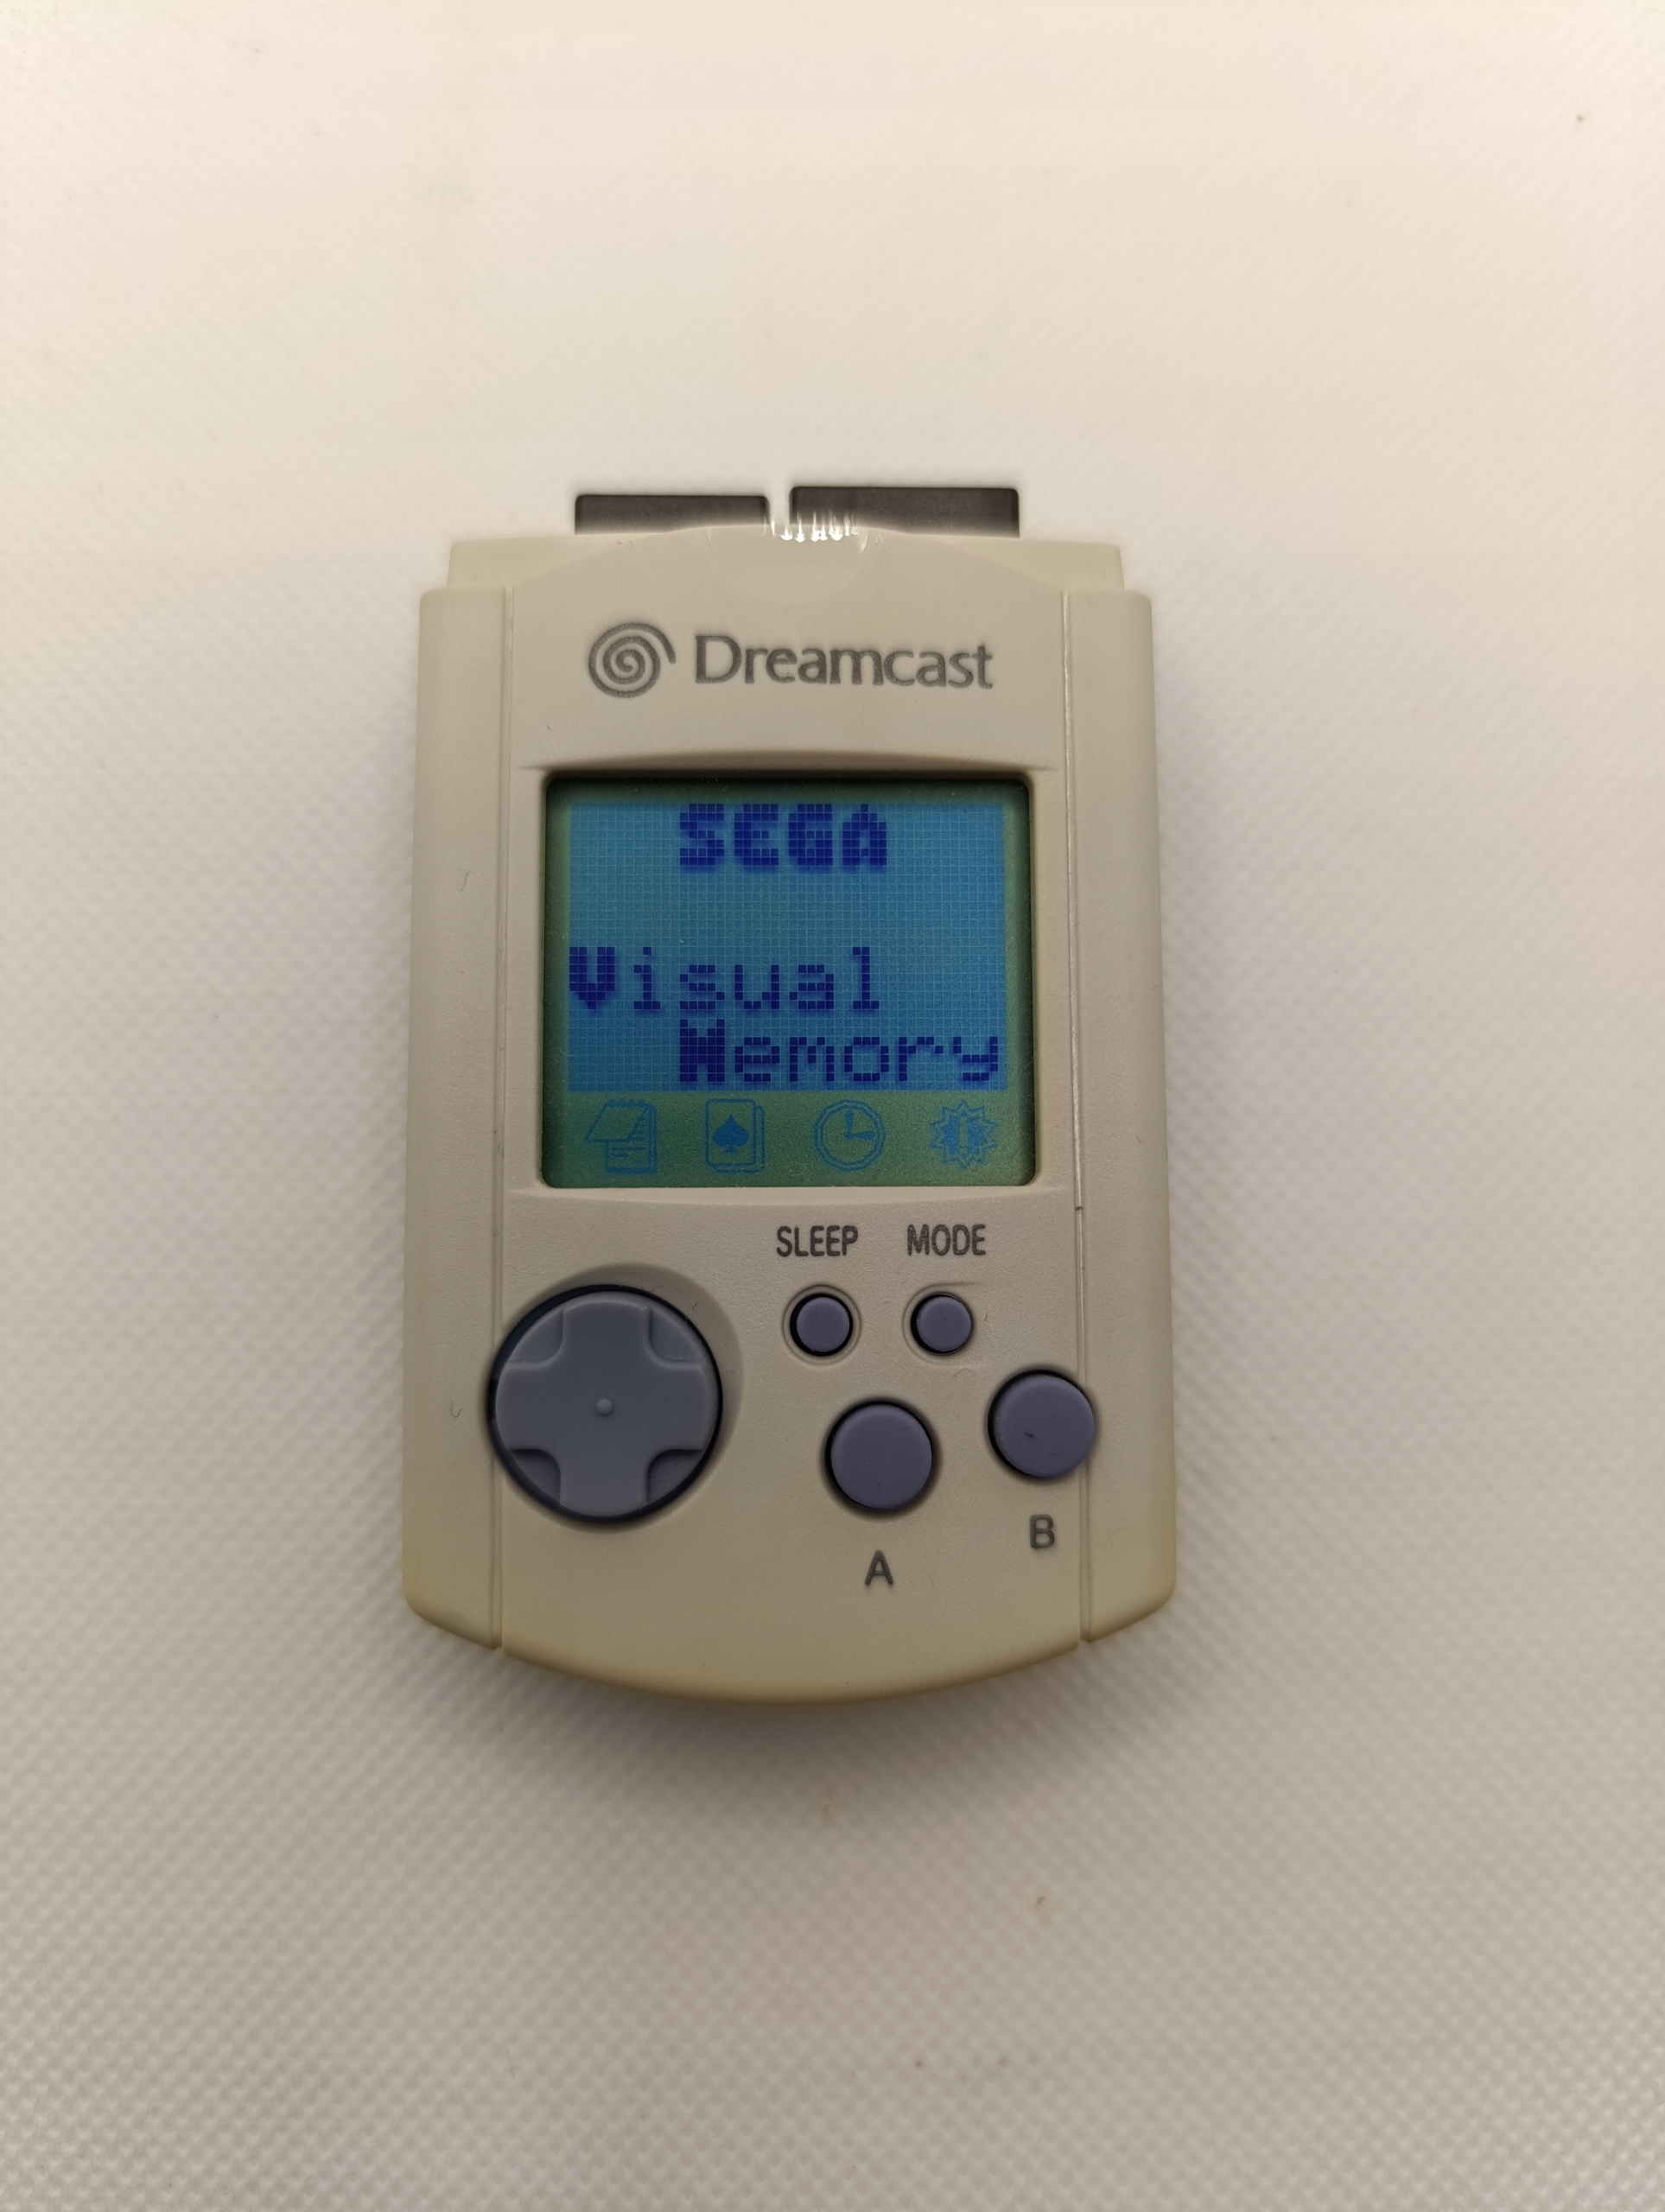 Dreamcast
SEGA
Visual
Memory
SLEEP MODE
B
A